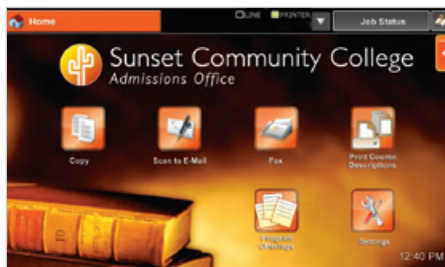 Home
LINE
PRINTER
Job Status
Sunset Community College
Admissions Office
Copy
Scan to E-Mail
Fax
Print Course
Descriptions
Settings
12:40 PM